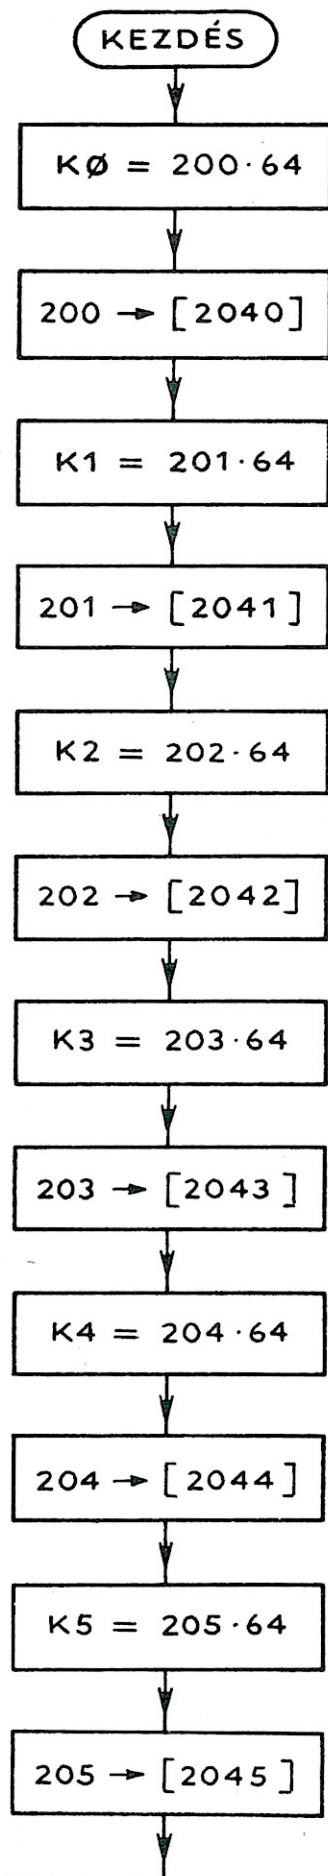 KEZDÉS
KØ = 200·64
200 → [2040]
K1 = 201·64
201 → [2041]
K2 = 202·64
202 → [2042]
K3 = 203·64
203 → [2043]
K4 = 204·64
204 → [2044]
K5 = 205·64
205 → [2045]